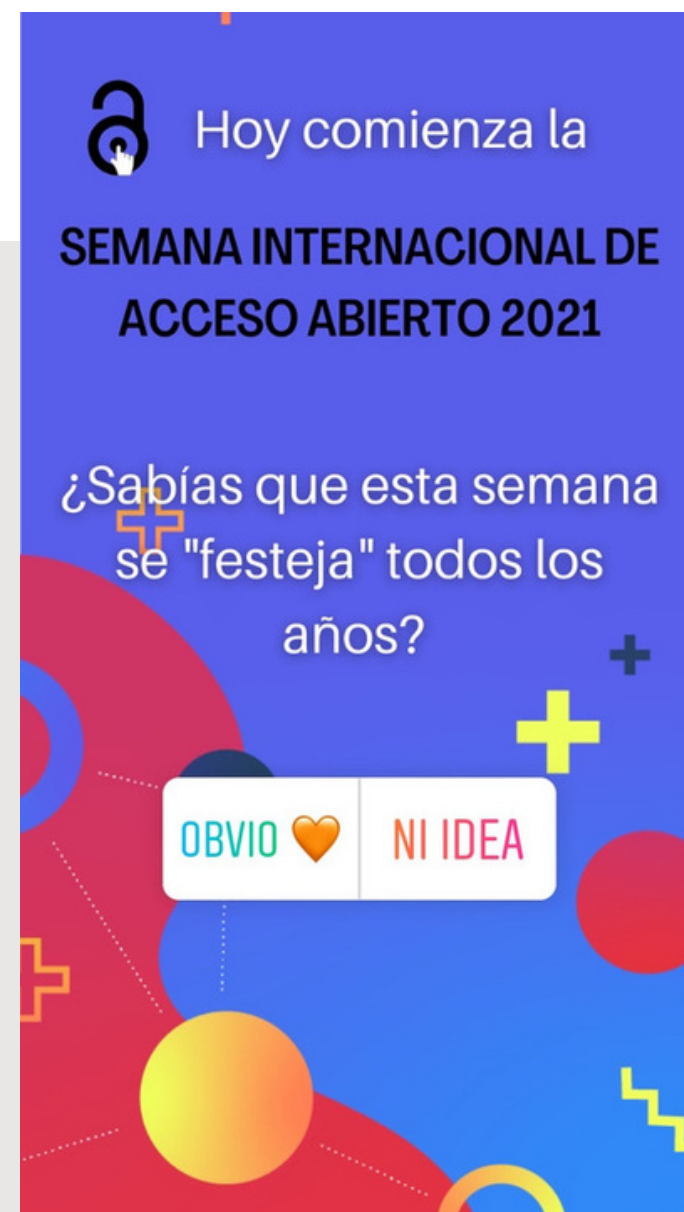 Hoy comienza la
SEMANA INTERNACIONAL DE
ACCESO ABIERTO 2021
¿Sabías que esta semana
se "festeja" todos los
años?
OBVIO 🧡 NI IDEA